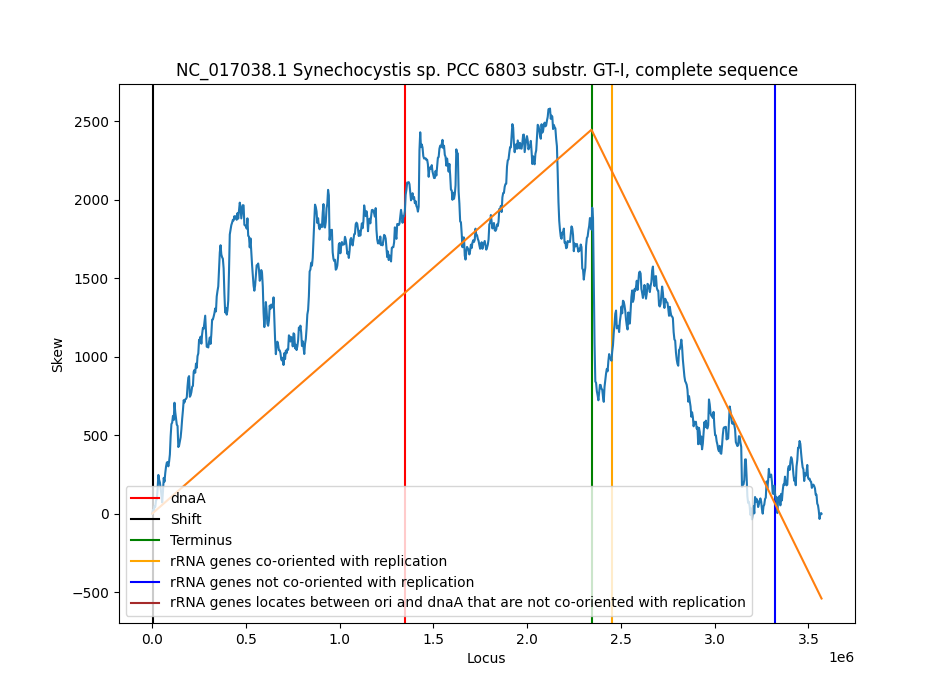 NC_017038.1 Synechocystis sp. PCC 6803 substr. GT-I, complete sequence
Skew
2500
2000
1500
1000
500
0
−500
dnaA
Shift
Terminus
rRNA genes co-oriented with replication
rRNA genes not co-oriented with replication
rRNA genes locates between ori and dnaA that are not co-oriented with replication
0.0 0.5 1.0 1.5 2.0 2.5 3.0 3.5
Locus
1e6